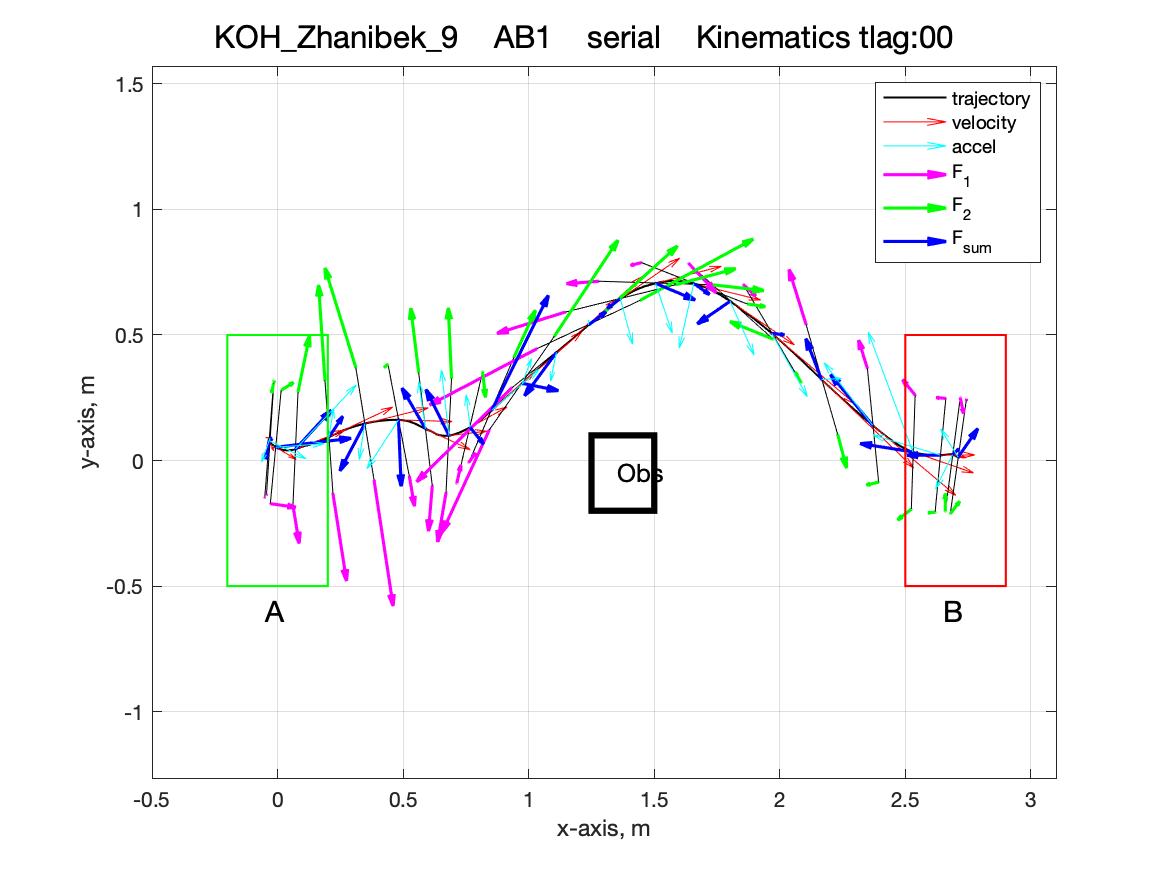 KOH_Zhanibek_9 AB1 serial Kinematics tlag:00
trajectory
velocity
accel
F1
F2
Fsum
1.5
1
0.5
0
-0.5
-1
y-axis, m
Obs
A
B
-0.5 0 0.5 1 1.5 2 2.5 3
x-axis, m